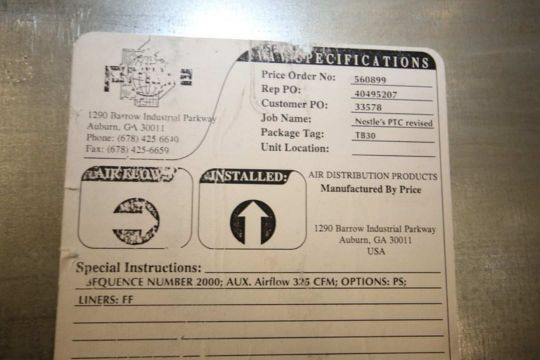 SPECIFICATIONS
Price Order No: 560899
Rep PO: 40495207
Customer PO: 33578
Job Name: Nestle's PTC revised
Package Tag: TB30
Unit Location:
1290 Barrow Industrial Parkway
Auburn, GA 30011
Phone: (678) 425 6640
Fax: (678) 425-6659
AIRFLOW:
INSTALLED:
AIR DISTRIBUTION PRODUCTS
Manufactured By Price
1290 Barrow Industrial Parkway
Auburn, GA 30011
USA
Special Instructions:
SEQUENCE NUMBER 2000; AUX. Airflow 325 CFM; OPTIONS: PS;
LINERS: FF